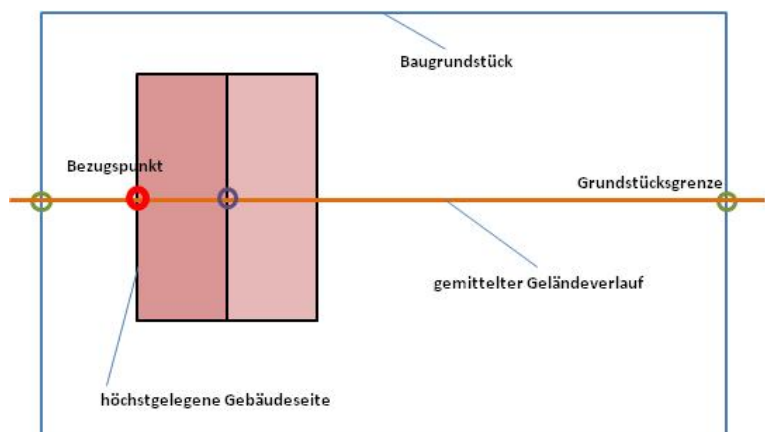 Baugrundstück
Bezugspunkt
Grundstücksgrenze
gemittelter Geländeverlauf
höchstgelegene Gebäudeseite